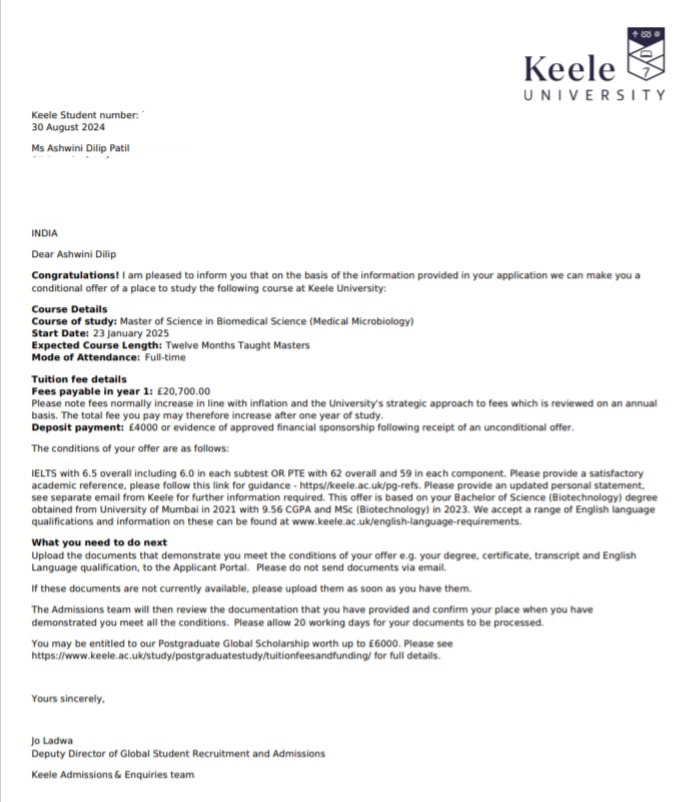 Keele
UNIVERSITY
Keele Student number:
30 August 2024
Ms Ashwini Dilip Patil
INDIA
Dear Ashwini Dilip
Congratulations! I am pleased to inform you that on the basis of the information provided in your application we can make you a
conditional offer of a place to study the following course at Keele University:
Course Details
Course of study: Master of Science in Biomedical Science (Medical Microbiology)
Start Date: 23 January 2025
Expected Course Length: Twelve Months Taught Masters
Mode of Attendance: Full-time
Tuition fee details
Fees payable in year 1: £20,700.00
Please note fees normally increase in line with inflation and the University's strategic approach to fees which is reviewed on an annual
basis. The total fee you pay may therefore increase after one year of study.
Deposit payment: £4000 or evidence of approved financial sponsorship following receipt of an unconditional offer.
The conditions of your offer are as follows:
IELTS with 6.5 overall including 6.0 in each subtest OR PTE with 62 overall and 59 in each component. Please provide a satisfactory
academic reference, please follow this link for guidance - https//keele.ac.uk/pg-refs. Please provide an updated personal statement,
see separate email from Keele for further information required. This offer is based on your Bachelor of Science (Biotechnology) degree
obtained from University of Mumbai in 2021 with 9.56 CGPA and MSc (Biotechnology) in 2023. We accept a range of English language
qualifications and information on these can be found at www.keele.ac.uk/english-language-requirements.
What you need to do next
Upload the documents that demonstrate you meet the conditions of your offer e.g. your degree, certificate, transcript and English
Language qualification, to the Applicant Portal. Please do not send documents via email.
If these documents are not currently available, please upload them as soon as you have them.
The Admissions team will then review the documentation that you have provided and confirm your place when you have
demonstrated you meet all the conditions. Please allow 20 working days for your documents to be processed.
You may be entitled to our Postgraduate Global Scholarship worth up to £6000. Please see
https://www.keele.ac.uk/study/postgraduatestudy/tuitionfeesandfunding/ for full details.
Yours sincerely,
Jo Ladwa
Deputy Director of Global Student Recruitment and Admissions
Keele Admissions & Enquiries team